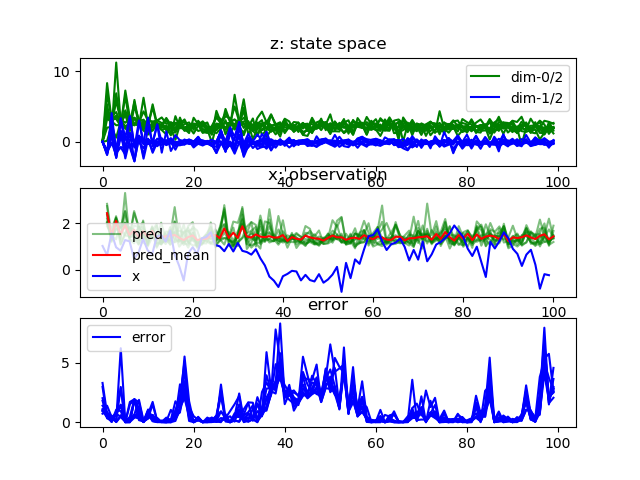 z: state space
10
0
dim-0/2
dim-1/2
0 20 40 60 80 100
x: observation
2
0
pred
pred_mean
x
0 20 40 60 80 100
error
5
0
error
0 20 40 60 80 100